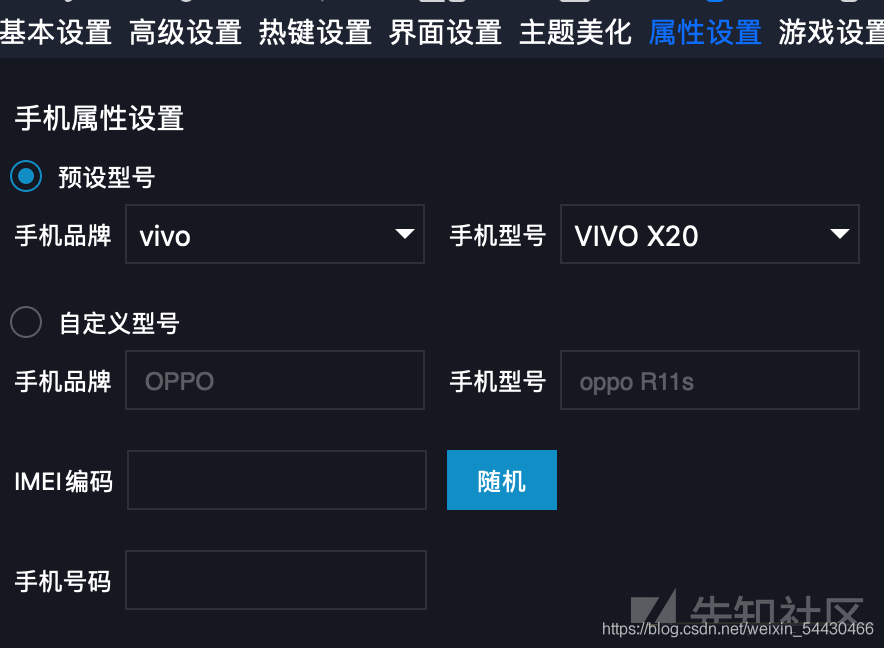 基本设置 高级设置 热键设置 界面设置 主题美化 属性设置 游戏设置
手机属性设置
预设型号
手机品牌 vivo 手机型号 VIVO X20
自定义型号
手机品牌 OPPO 手机型号 oppo R11s
IMEI编码 随机
手机号码
先知社区
https://blog.csdn.net/weixin_54430466